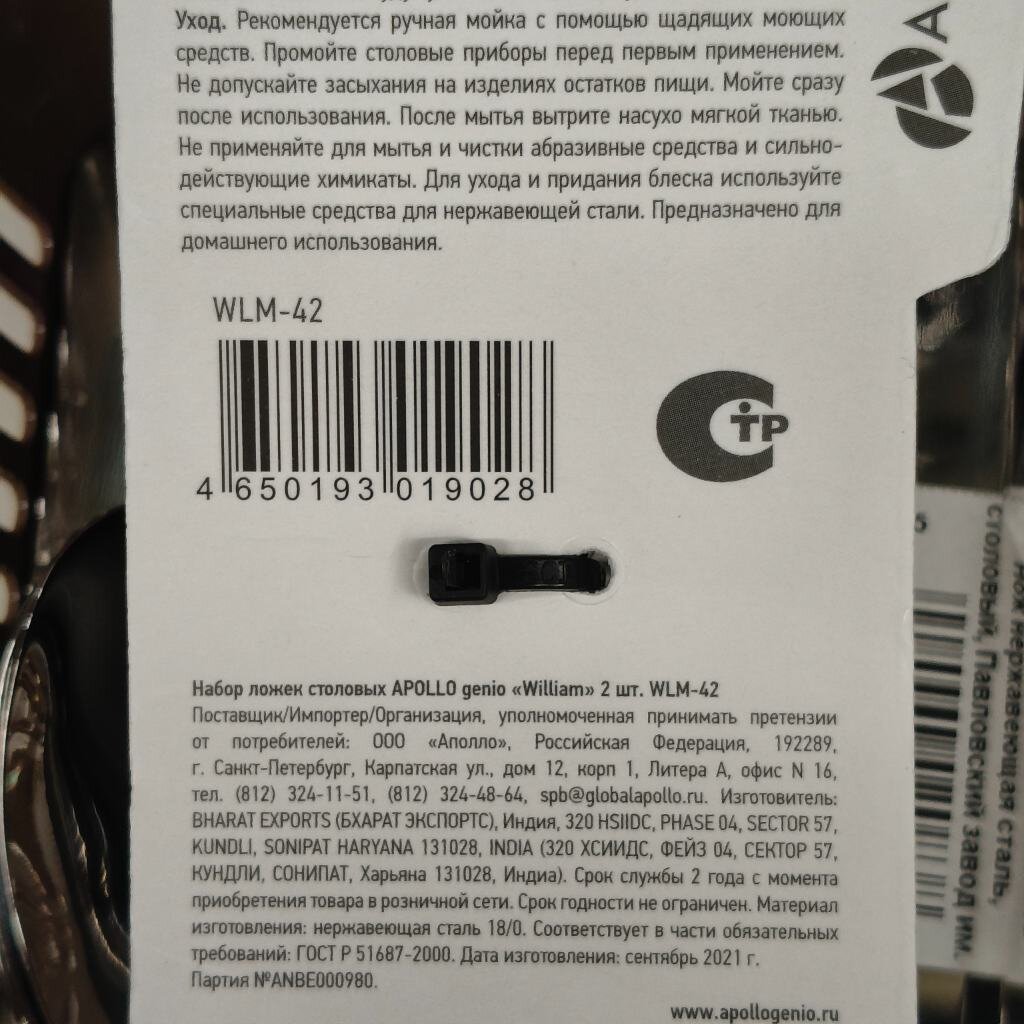 Уход. Рекомендуется ручная мойка с помощью щадящих моющих
средств. Промойте столовые приборы перед первым применением.
Не допускайте засыхания на изделиях остатков пищи. Мойте сразу
после использования. После мытья вытрите насухо мягкой тканью.
Не применяйте для мытья и чистки абразивные средства и сильно-
действующие химикаты. Для ухода и придания блеска используйте
специальные средства для нержавеющей стали. Предназначено для
домашнего использования.
WLM-42
4 650193 019028
СТР
Набор ложек столовых APOLLO genio «William» 2 шт. WLM-42
Поставщик/Импортер/Организация, уполномоченная принимать претензии
от потребителей: ООО «Аполло», Российская Федерация, 192289,
г. Санкт-Петербург, Карпатская ул., дом 12, корп 1, Литера А, офис N 16,
тел. (812) 324-11-51, (812) 324-48-64, spb@globalapollo.ru. Изготовитель:
BHARAT EXPORTS (БХАРАТ ЭКСПОРТС), Индия, 320 HSIIDC, PHASE 04, SECTOR 57,
KUNDLI, SONIPAT HARYANA 131028, INDIA (320 ХСИИДС, ФЕЙЗ 04, СЕКТОР 57,
КУНДЛИ, СОНИПАТ, Харьяна 131028, Индиа). Срок службы 2 года с момента
приобретения товара в розничной сети. Срок годности не ограничен. Материал
изготовления: нержавеющая сталь 18/0. Соответствует в части обязательных
требований: ГОСТ Р 51687-2000. Дата изготовления: сентябрь 2021 г.
Партия №ANBE000980.
www.apollogenio.ru
нож нержавеющая сталь,
столовый, Павловский завод им.